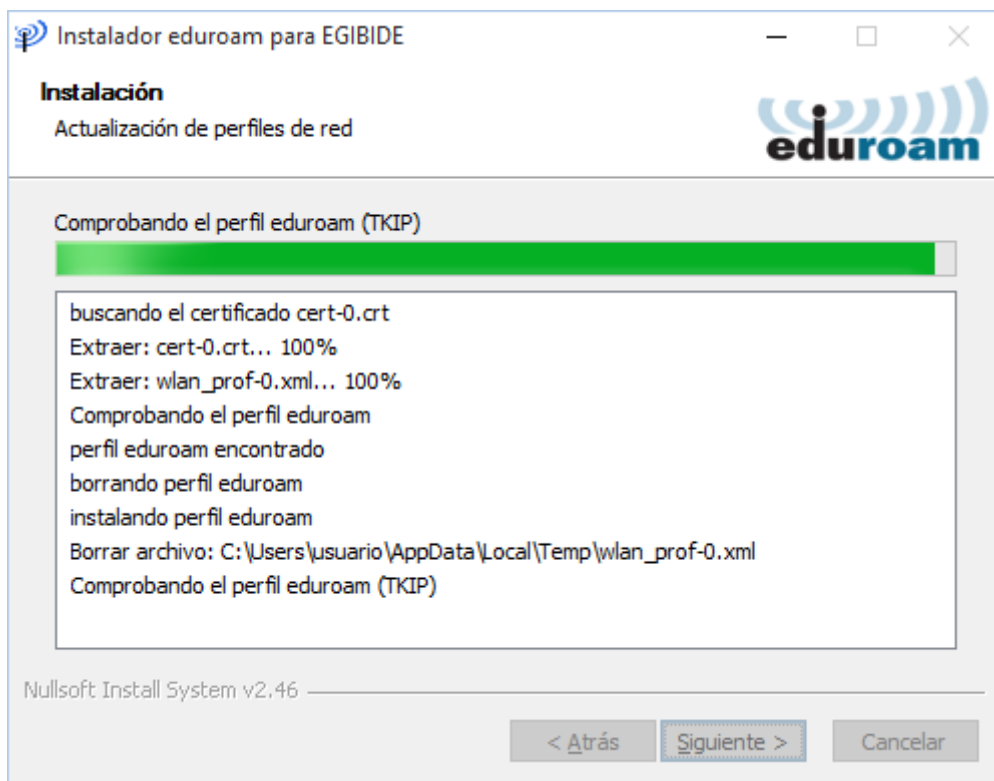 Instalador eduroam para EGIBIDE
Instalación
Actualización de perfiles de red
eduroam
Comprobando el perfil eduroam (TKIP)
buscando el certificado cert-0.crt
Extraer: cert-0.crt... 100%
Extraer: wlan_prof-0.xml... 100%
Comprobando el perfil eduroam
perfil eduroam encontrado
borrando perfil eduroam
instalando perfil eduroam
Borrar archivo: C:\Users\usuario\AppData\Local\Temp\wlan_prof-0.xml
Comprobando el perfil eduroam (TKIP)
Nullsoft Install System v2.46
< Atrás Siguiente > Cancelar